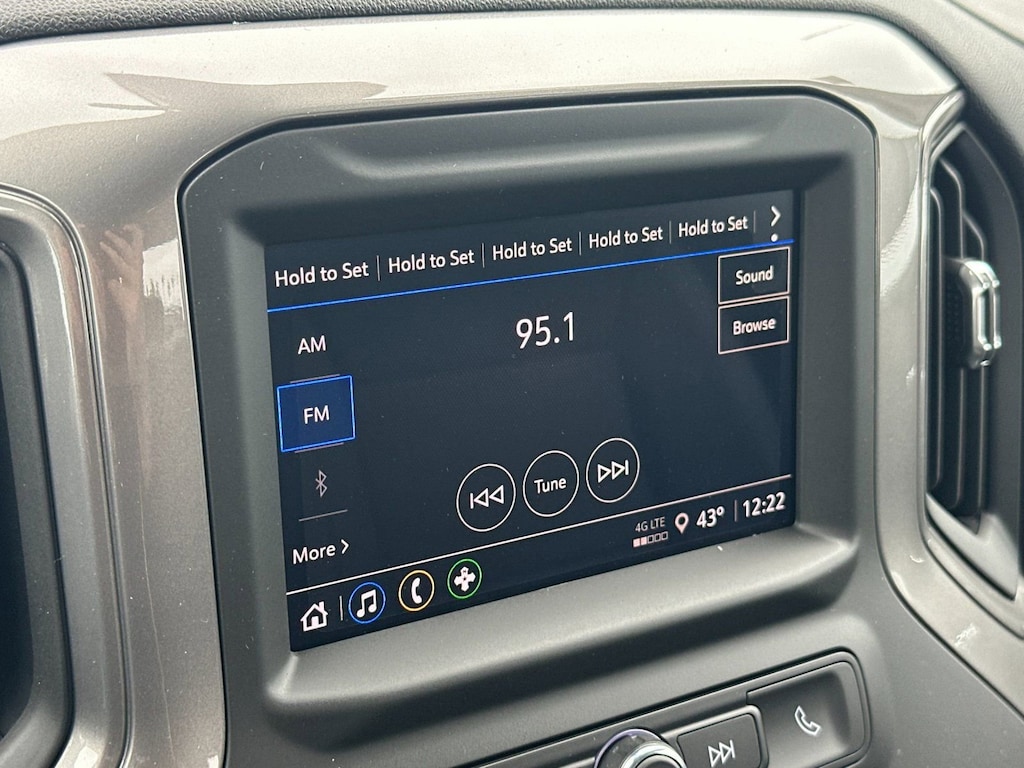 Hold to Set Hold to Set Hold to Set Hold to Set Hold to Set
Sound
AM 95.1 Browse
FM
Tune
More
4G LTE 43° 12:22